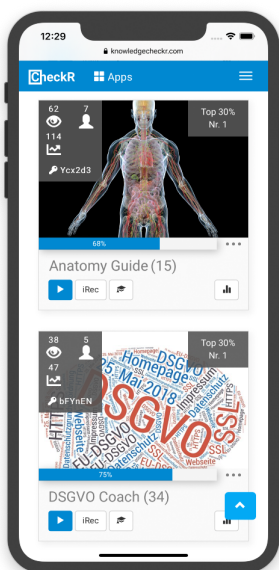 12:29
knowledgecheckr.com
CheckR Apps
62 7
114
Ycx2d3
Top 30%
Nr. 1
68%
Anatomy Guide (15)
iRec
38 5
47
bFYnEN
Top 30%
Nr. 1
Homepage
DSGVO
25. Mai 2018
EU-DSGVO
SSL
HTTPS
Datenschutz
Impressum
Webseite
75%
DSGVO Coach (34)
iRec